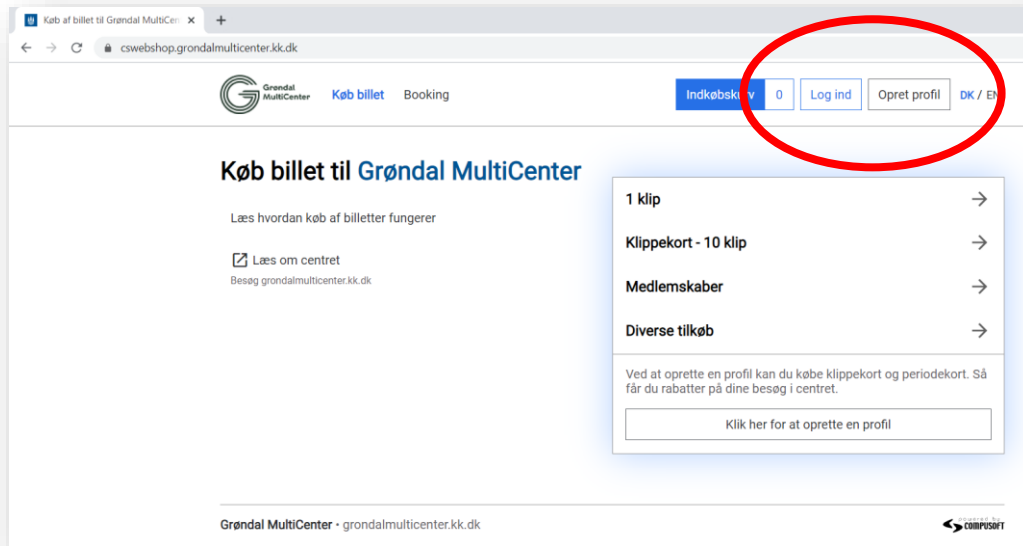 Køb af billet til Grøndal MultiCen
cswebshop.grondalmulticenter.kk.dk
Grøndal
MultiCenter
Køb billet Booking
Indkøbskurv 0 Log ind Opret profil DK / EN
Køb billet til Grøndal MultiCenter
Læs hvordan køb af billetter fungerer
Læs om centret
Besøg grondalmulticenter.kk.dk
1 klip
Klippekort - 10 klip
Medlemskaber
Diverse tilkøb
Ved at oprette en profil kan du købe klippekort og periodekort. Så
får du rabatter på dine besøg i centret.
Klik her for at oprette en profil
Grøndal MultiCenter • grondalmulticenter.kk.dk
powered by
COMPUSOFT